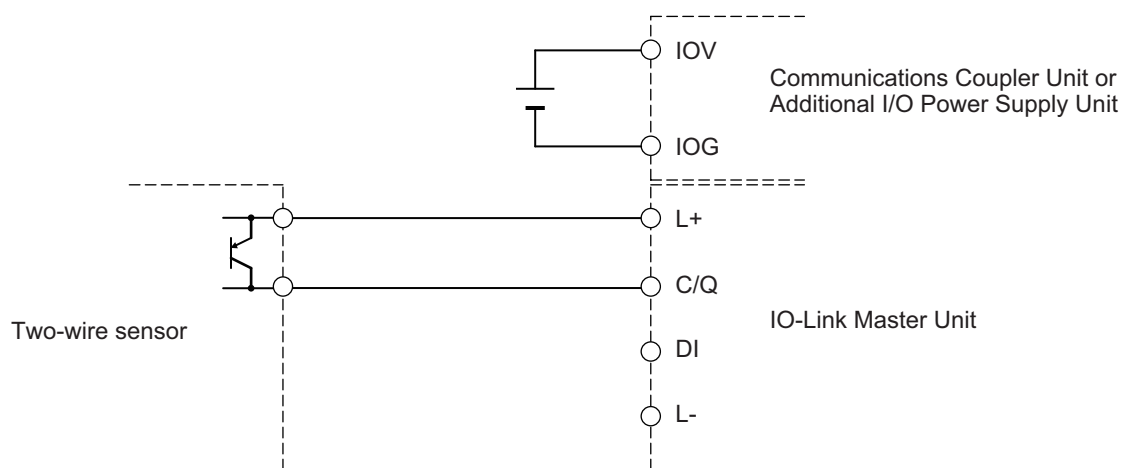 IOV
Communications Coupler Unit or
Additional I/O Power Supply Unit
IOG
L+
C/Q
IO-Link Master Unit
Two-wire sensor
DI
L-